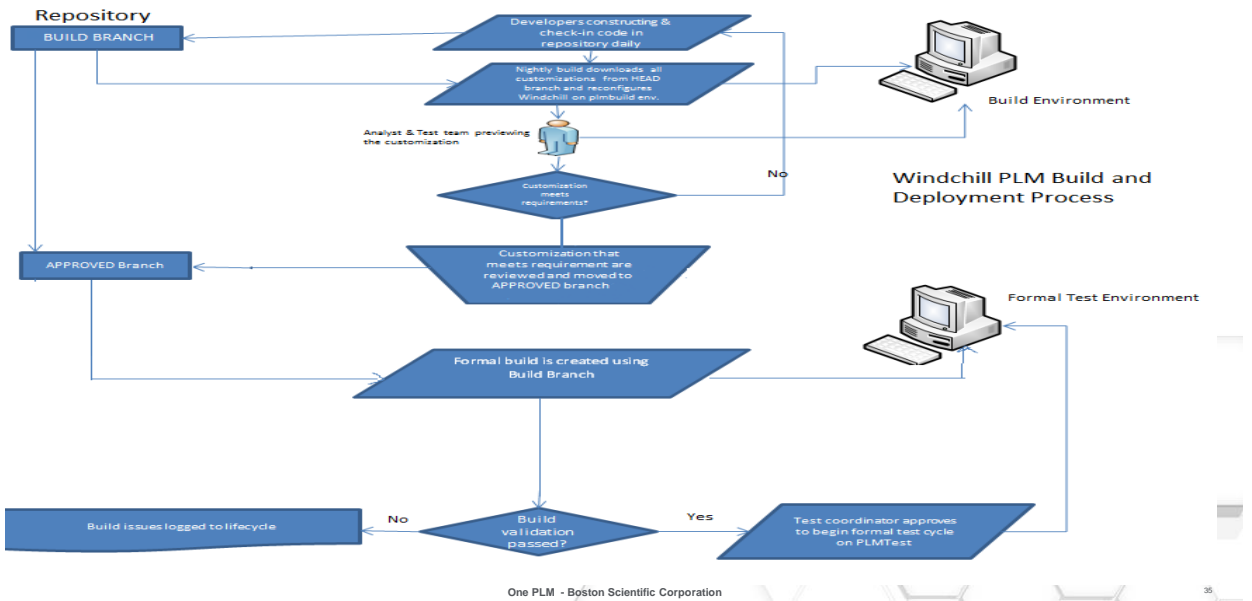 Repository
BUILD BRANCH
Developers constructing &
check-in code in
repository daily
Nightly build downloads all
customizations from HEAD
branch and reconfigures
Windchill on plmbuild env.
Build Environment
Analyst & Test team previewing
the customization
No
Windchill PLM Build and
Deployment Process
Customization
meets
requirements?
APPROVED Branch
Customization that
meets requirement are
reviewed and moved to
APPROVED branch
Formal Test Environment
Formal build is created using
Build Branch
Build issues logged to lifecycle
No
Build
validation
passed?
Yes
Test coordinator approves
to begin formal test cycle
on PLMTest
One PLM - Boston Scientific Corporation
35